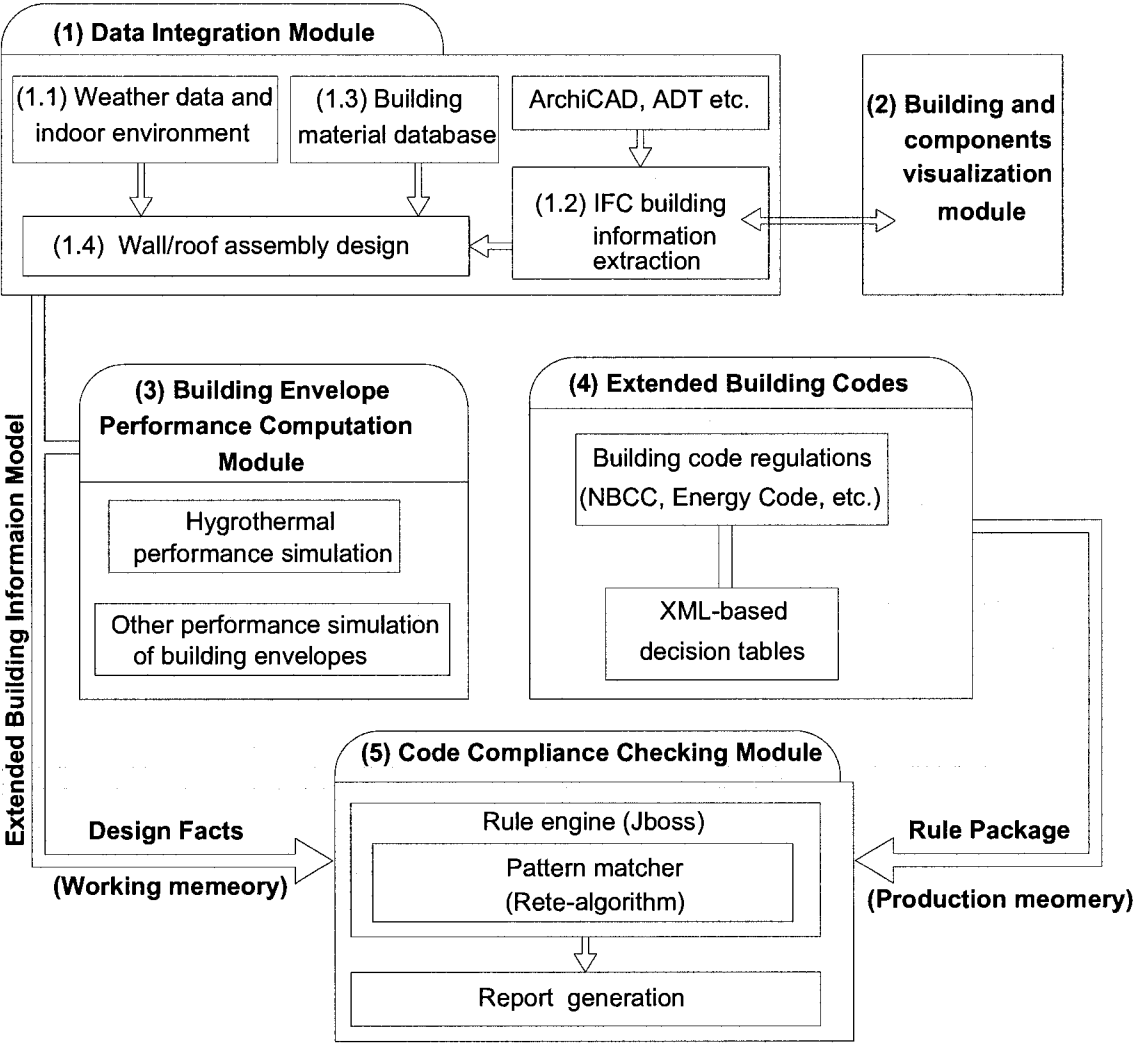 (1) Data Integration Module
(1.1) Weather data and
indoor environment
(1.3) Building
material database
ArchiCAD, ADT etc.
(1.2) IFC building
information
extraction
(1.4) Wall/roof assembly design
(2) Building and
components
visualization
module
Extended Building Informaion Model
(3) Building Envelope
Performance Computation
Module
Hygrothermal
performance simulation
Other performance simulation
of building envelopes
(4) Extended Building Codes
Building code regulations
(NBCC, Energy Code, etc.)
XML-based
decision tables
(5) Code Compliance Checking Module
Rule engine (Jboss)
Pattern matcher
(Rete-algorithm)
Report generation
Design Facts
(Working memeory)
Rule Package
(Production meomery)